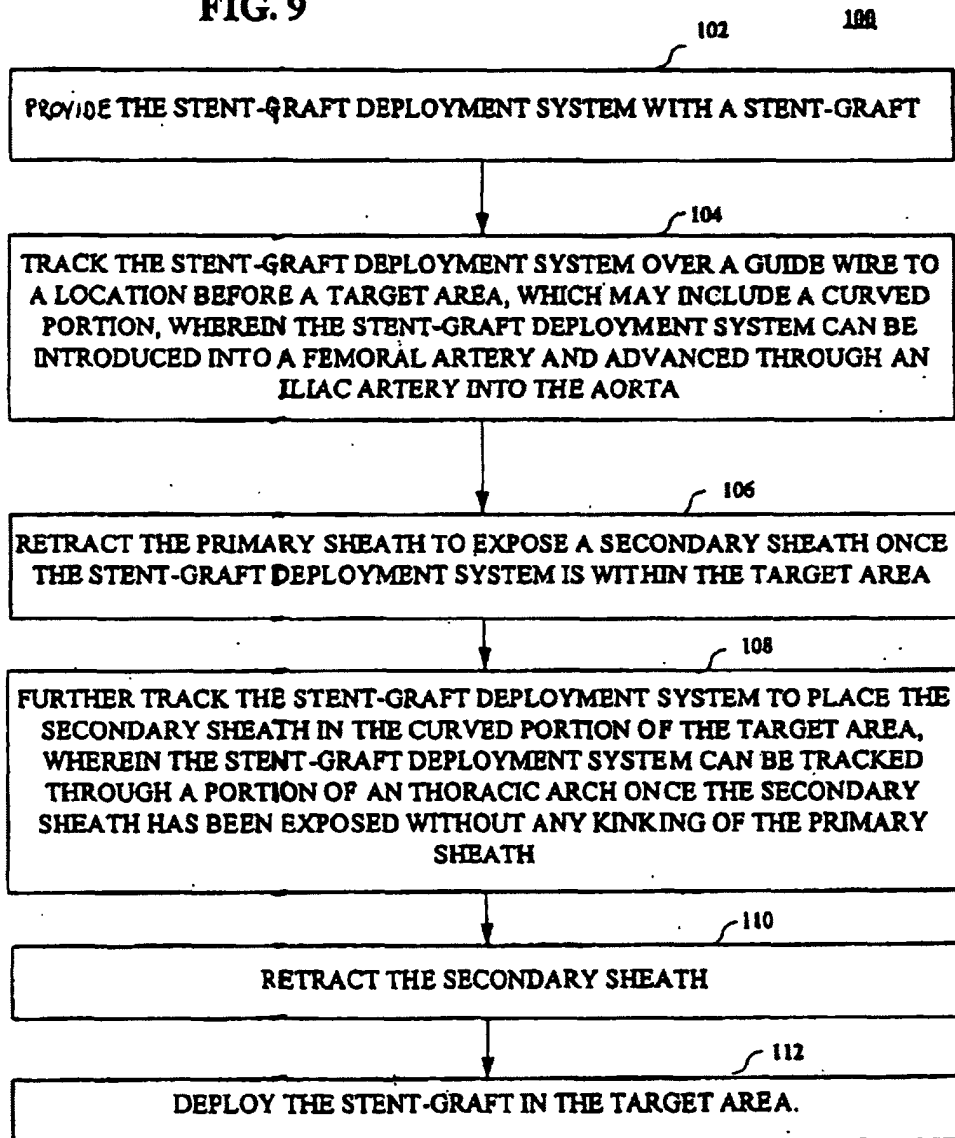 FIG. 9
100
102
PROVIDE THE STENT-GRAFT DEPLOYMENT SYSTEM WITH A STENT-GRAFT
104
TRACK THE STENT-GRAFT DEPLOYMENT SYSTEM OVER A GUIDE WIRE TO
A LOCATION BEFORE A TARGET AREA, WHICH MAY INCLUDE A CURVED
PORTION, WHEREIN THE STENT-GRAFT DEPLOYMENT SYSTEM CAN BE
INTRODUCED INTO A FEMORAL ARTERY AND ADVANCED THROUGH AN
ILIAC ARTERY INTO THE AORTA
106
RETRACT THE PRIMARY SHEATH TO EXPOSE A SECONDARY SHEATH ONCE
THE STENT-GRAFT DEPLOYMENT SYSTEM IS WITHIN THE TARGET AREA
108
FURTHER TRACK THE STENT-GRAFT DEPLOYMENT SYSTEM TO PLACE THE
SECONDARY SHEATH IN THE CURVED PORTION OF THE TARGET AREA,
WHEREIN THE STENT-GRAFT DEPLOYMENT SYSTEM CAN BE TRACKED
THROUGH A PORTION OF AN THORACIC ARCH ONCE THE SECONDARY
SHEATH HAS BEEN EXPOSED WITHOUT ANY KINKING OF THE PRIMARY
SHEATH
110
RETRACT THE SECONDARY SHEATH
112
DEPLOY THE STENT-GRAFT IN THE TARGET AREA.